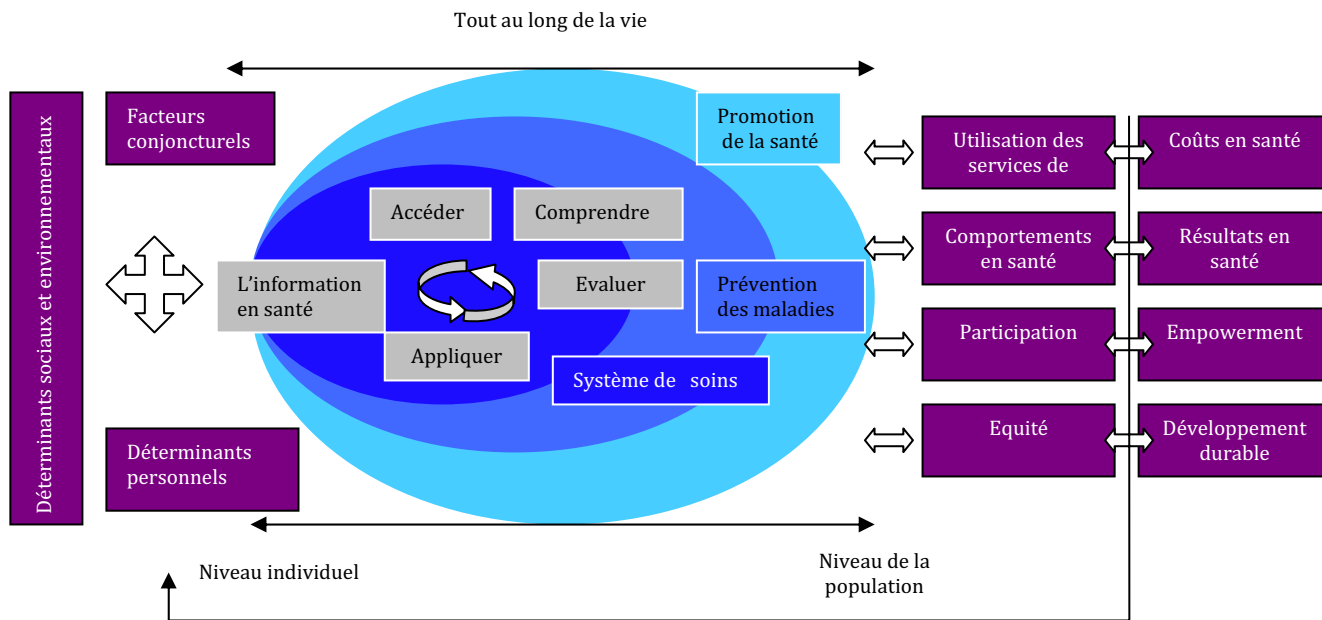 Tout au long de la vie
Déterminants sociaux et environnementaux
Facteurs
conjoncturels
Promotion
de la santé
Utilisation des
services de
Coûts en santé
Accéder
Comprendre
Comportements
en santé
Résultats en
santé
L'information
en santé
Evaluer
Prévention
des maladies
Appliquer
Participation
Empowerment
Système de soins
Déterminants
personnels
Equité
Développement
durable
Niveau individuel
Niveau de la
population